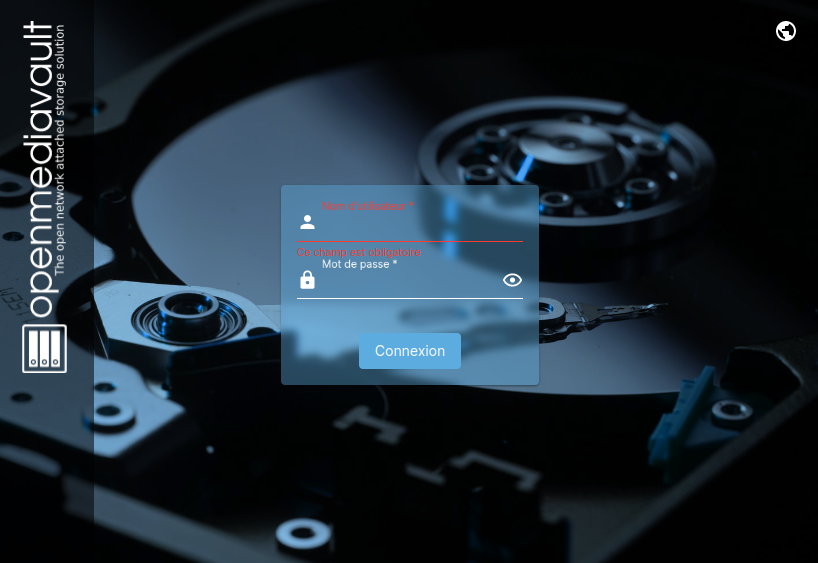 openmediavault
The open network attached storage solution
Nom d'utilisateur *
Ce champ est obligatoire
Mot de passe *
Connexion